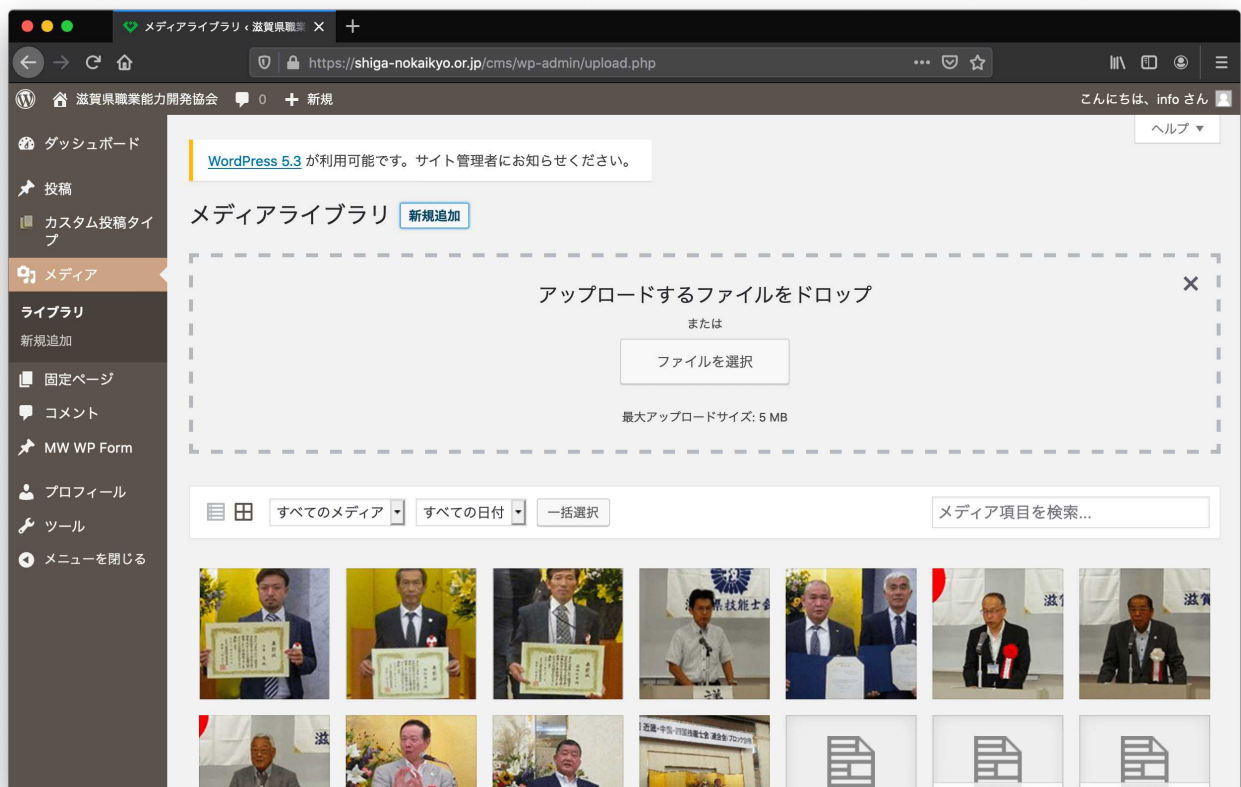 メディアライブラリ ‹ 滋賀県職業
https://shiga-nokaikyo.or.jp/cms/wp-admin/upload.php
滋賀県職業能力開発協会 0 新規
こんにちは、info さん
ヘルプ
ダッシュボード
投稿
カスタム投稿タイ
プ
メディア
ライブラリ
新規追加
固定ページ
コメント
MW WP Form
プロフィール
ツール
メニューを閉じる
WordPress 5.3 が利用可能です。サイト管理者にお知らせください。
メディアライブラリ 新規追加
アップロードするファイルをドロップ
または
ファイルを選択
最大アップロードサイズ: 5 MB
すべてのメディア すべての日付 一括選択
メディア項目を検索...